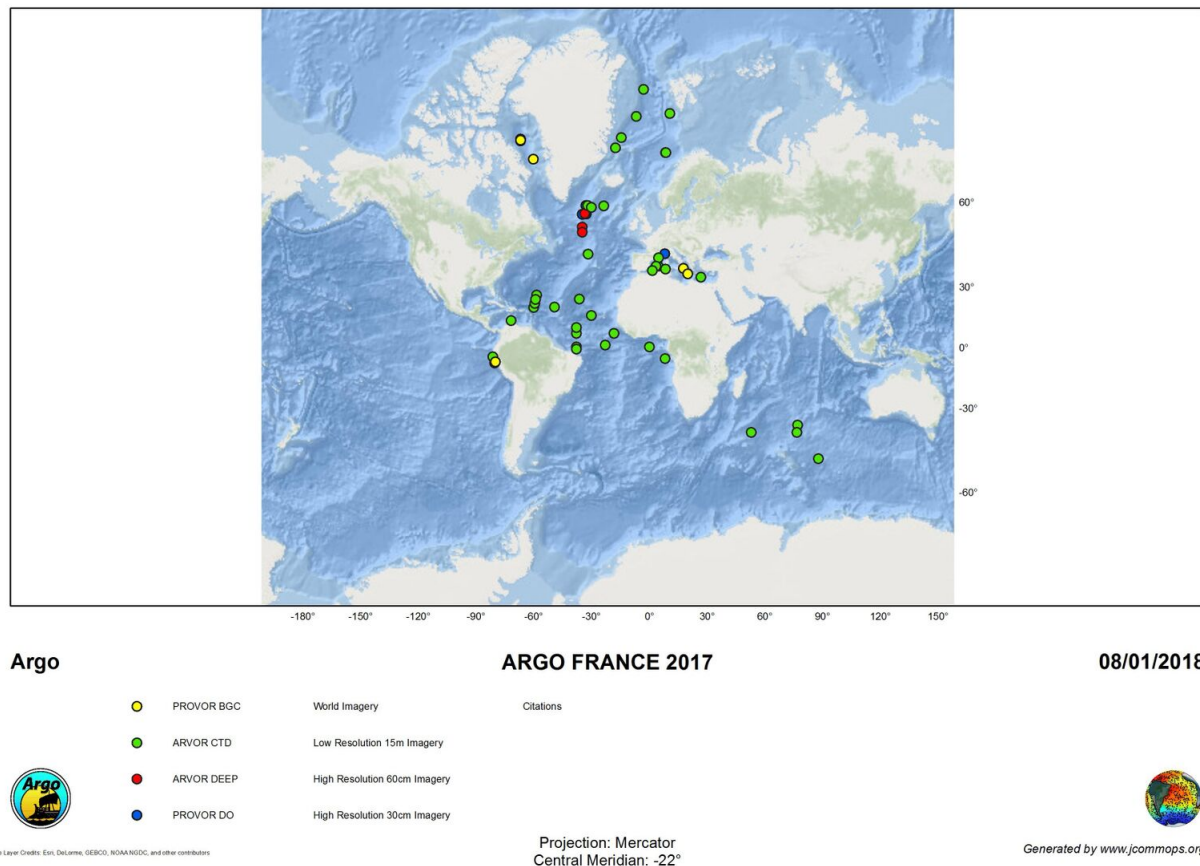 60°
30°
0°
-30°
-60°
-180° -150° -120° -90° -60° -30° 0° 30° 60° 90° 120° 150°
Argo ARGO FRANCE 2017 08/01/2018
PROVOR BGC World Imagery Citations
ARVOR CTD Low Resolution 15m Imagery
ARVOR DEEP High Resolution 60cm Imagery
PROVOR DO High Resolution 30cm Imagery
Argo
Layer Credits: Esri, DeLorme, GEBCO, NOAA NGDC, and other contributors
Projection: Mercator
Central Meridian: -22°
Generated by www.jcommops.org